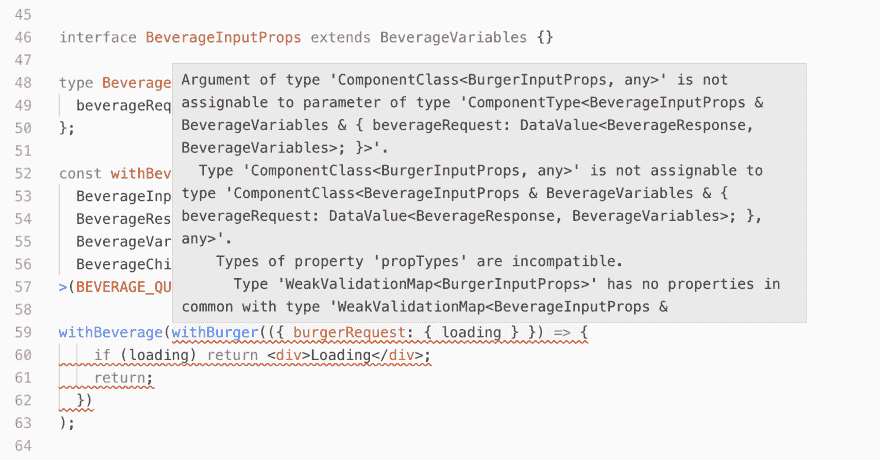 45
46 interface BeverageInputProps extends BeverageVariables {}
47
48 type Beverage
49 beverageReq
50 };
51
52 const withBev
53 BeverageInp
54 BeverageRes
55 BeverageVar
56 BeverageChi
57 >(BEVERAGE_QU
58
Argument of type 'ComponentClass<BurgerInputProps, any>' is not
assignable to parameter of type 'ComponentType<BeverageInputProps &
BeverageVariables & { beverageRequest: DataValue<BeverageResponse,
BeverageVariables>; }>'.
Type 'ComponentClass<BurgerInputProps, any>' is not assignable to
type 'ComponentClass<BeverageInputProps & BeverageVariables & {
beverageRequest: DataValue<BeverageResponse, BeverageVariables>; },
any>'.
Types of property 'propTypes' are incompatible.
Type 'WeakValidationMap<BurgerInputProps>' has no properties in
common with type 'WeakValidationMap<BeverageInputProps &
59 withBeverage(withBurger(({ burgerRequest: { loading } }) => {
60 if (loading) return <div>Loading</div>;
61 return;
62 })
63 );
64